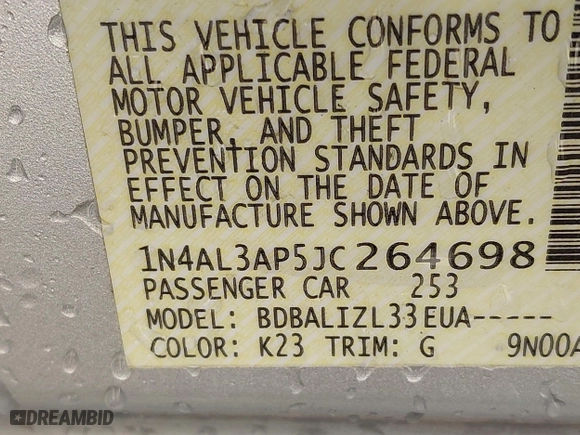 THIS VEHICLE CONFORMS TO
ALL APPLICABLE FEDERAL
MOTOR VEHICLE SAFETY,
BUMPER, AND THEFT
PREVENTION STANDARDS IN
EFFECT ON THE DATE OF
MANUFACTURE SHOWN ABOVE.
1N4AL3AP5JC264698
PASSENGER CAR 253
MODEL: BDBALIZL33EUA-----
COLOR: K23 TRIM: G 9N00A
DREAMBID